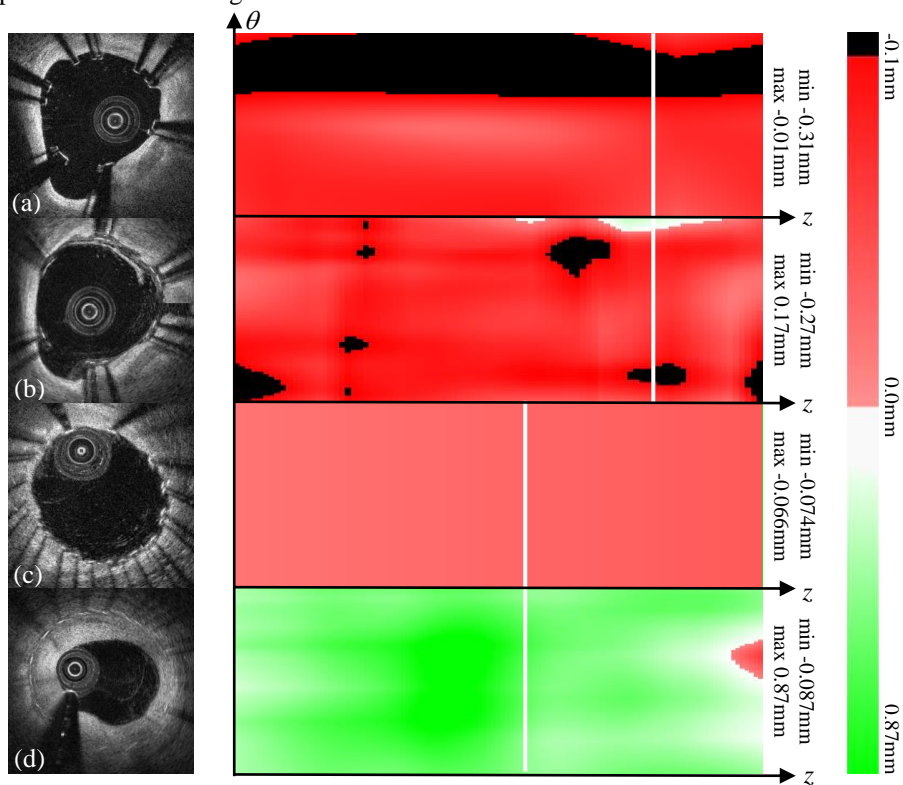 θ
(a)
min -0.31mm
max -0.01mm
z
(b)
min -0.27mm
max 0.17mm
z
(c)
min -0.074mm
max -0.066mm
z
(d)
min -0.087mm
max 0.87mm
z
-0.1mm
0.0mm
0.87mm